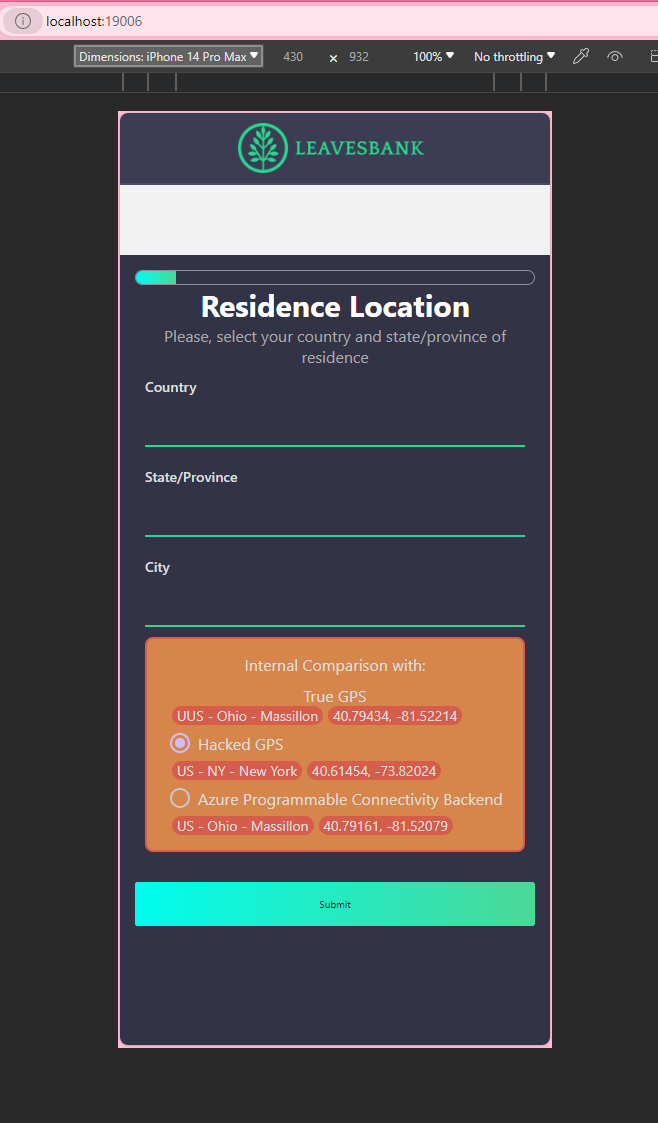 localhost:19006
Dimensions: iPhone 14 Pro Max 430 × 932 100% No throttling
LEAVESBANK
Residence Location
Please, select your country and state/province of
residence
Country
State/Province
City
Internal Comparison with:
True GPS
UUS - Ohio - Massillon 40.79434, -81.52214
Hacked GPS
US - NY - New York 40.61454, -73.82024
Azure Programmable Connectivity Backend
US - Ohio - Massillon 40.79161, -81.52079
Submit